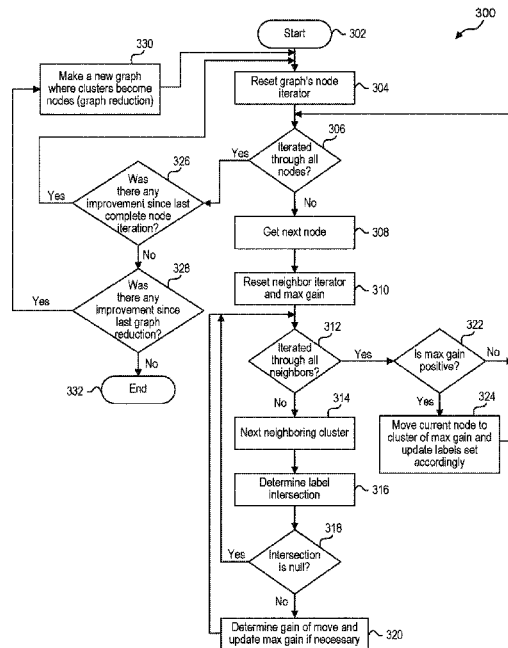 300
Start
302
330
Make a new graph
where clusters become
nodes (graph reduction)
Reset graph's node
iterator
304
306
Iterated
through all
nodes?
Yes
No
326
Was
there any
improvement since last
complete node
iteration?
Yes
No
Get next node
308
328
Was
there any
improvement since
last graph
reduction?
Yes
No
Reset neighbor iterator
and max gain
310
312
Iterated
through all
neighbors?
Yes
No
322
Is max gain
positive?
No
Yes
332
End
314
Next neighboring cluster
324
Move current node to
cluster of max gain and
update labels set
accordingly
Determine label
intersection
316
318
Intersection
is null?
Yes
No
Determine gain of move and
update max gain if necessary
320